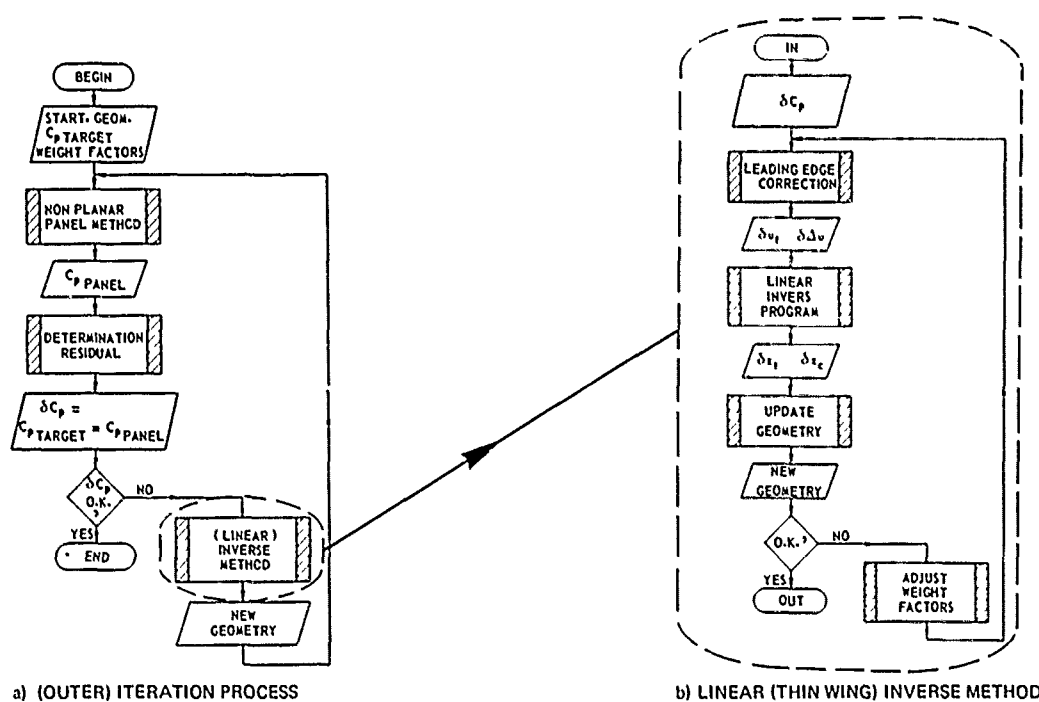 BEGIN
START. GEOM.
Cp TARGET
WEIGHT FACTORS
NON PLANAR
PANEL METHOD
Cp PANEL
DETERMINATION
RESIDUAL
δCp =
Cp TARGET = Cp PANEL
δCp
O.K.
?
NO
YES
END
(LINEAR)
INVERSE
METHOD
NEW
GEOMETRY
a) (OUTER) ITERATION PROCESS
IN
δCp
LEADING EDGE
CORRECTION
δut δΔu
LINEAR
INVERS
PROGRAM
δzt δzc
UPDATE
GEOMETRY
NEW
GEOMETRY
O.K.?
NO
YES
OUT
ADJUST
WEIGHT
FACTORS
b) LINEAR (THIN WING) INVERSE METHOD